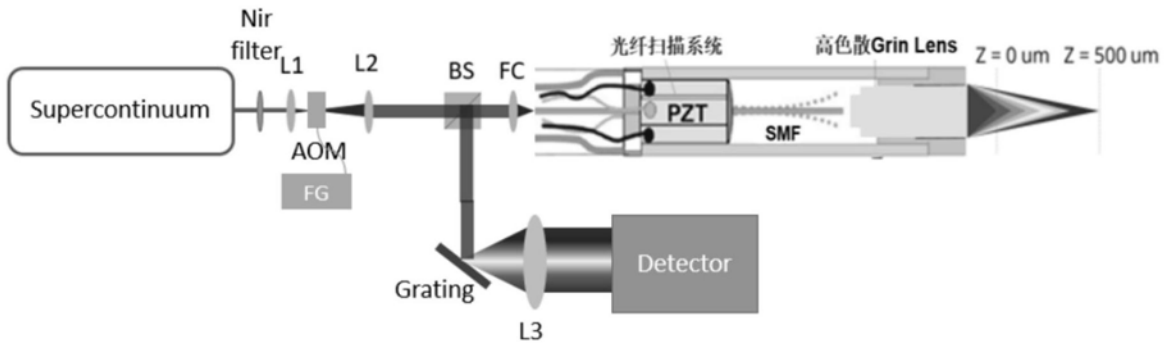 Nir
filter
L1
L2
BS
FC
光纤扫描系统
高色散Grin Lens
Z = 0 um
Z = 500 um
Supercontinuum
PZT
SMF
AOM
FG
Grating
Detector
L3